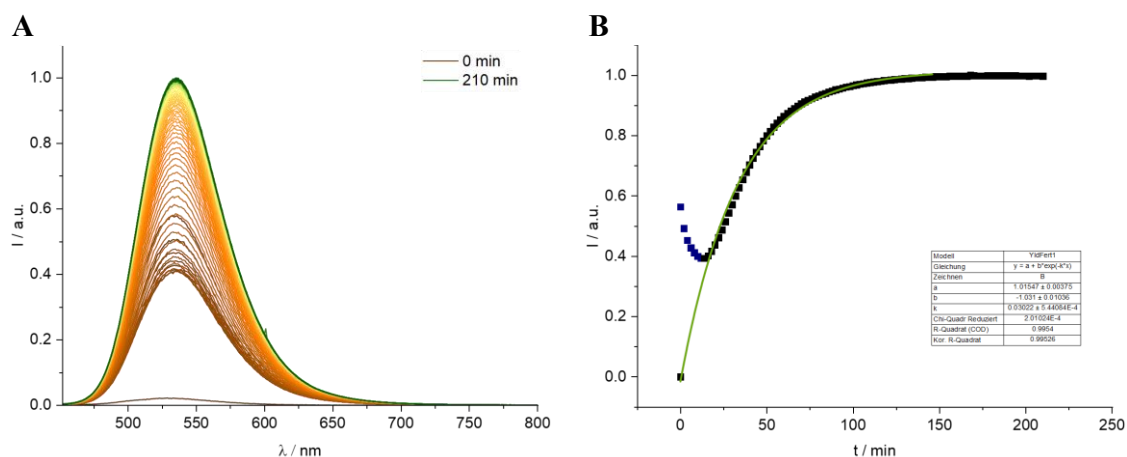 A
B
0 min
210 min
1.0
0.8
0.6
0.4
0.2
0.0
I / a.u.
500 550 600 650 700 750 800
λ / nm
1.0
0.8
0.6
0.4
0.2
0.0
I / a.u.
0 50 100 150 200 250
t / min
Modell YldFert1
Gleichung y = a + b*exp(-k*x)
Zeichnen B
a 1.01547 ± 0.00375
b -1.031 ± 0.01036
k 0.03022 ± 5.44064E-4
Chi-Quadr Reduziert 2.01024E-4
R-Quadrat (COD) 0.9954
Kor. R-Quadrat 0.99526